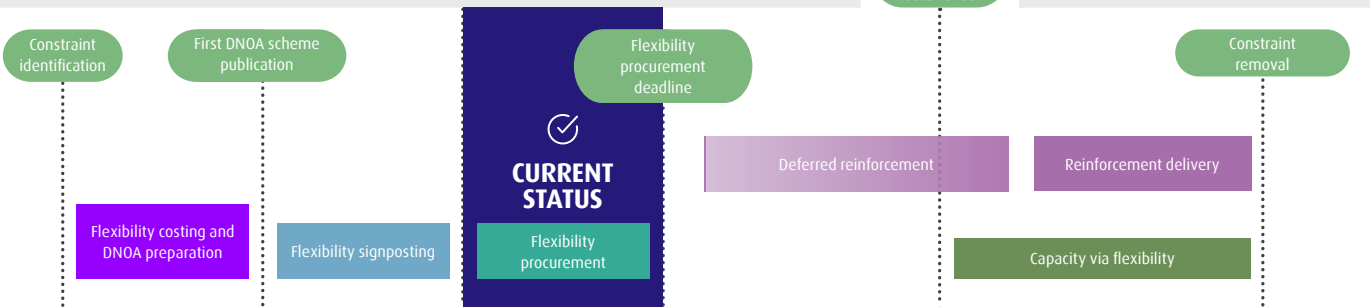 Constraint
identification
First DNOA scheme
publication
Flexibility
procurement
deadline
Constraint
removal
CURRENT
STATUS
Deferred reinforcement
Reinforcement delivery
Flexibility costing and
DNOA preparation
Flexibility signposting
Flexibility
procurement
Capacity via flexibility